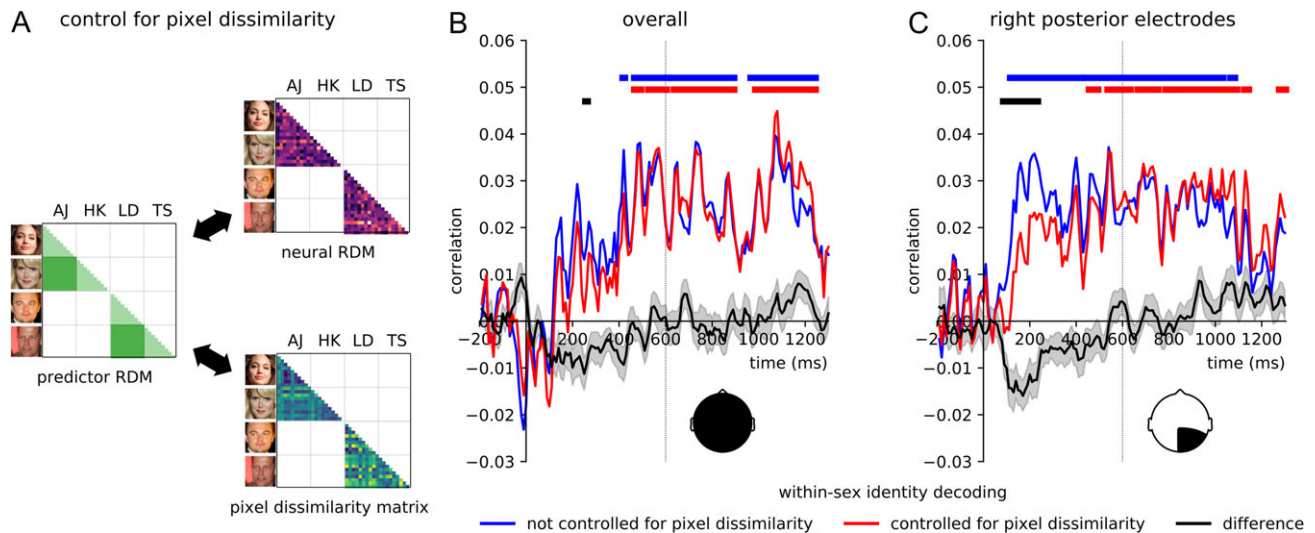 A control for pixel dissimilarity
AJ HK LD TS
neural RDM
AJ HK LD TS
predictor RDM
AJ HK LD TS
pixel dissimilarity matrix
B overall
0.06
0.05
0.04
0.03
0.02
0.01
0.00
−0.01
−0.02
−0.03
correlation
−200 200 400 600 800 1000 1200
time (ms)
C right posterior electrodes
0.06
0.05
0.04
0.03
0.02
0.01
0.00
−0.01
−0.02
−0.03
correlation
−200 200 400 600 800 1000 1200
time (ms)
within-sex identity decoding
not controlled for pixel dissimilarity controlled for pixel dissimilarity difference